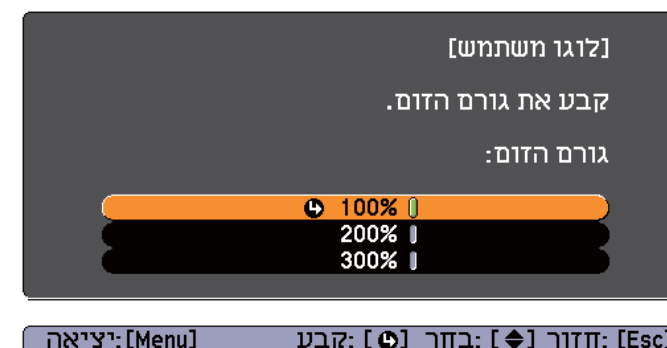 [לוגו משתמש]
קבע את גורם הזום.
גורם הזום:
100%
200%
300%
[Esc]: חזור [◆]: בחר [↵]: קבע [Menu]: יציאה